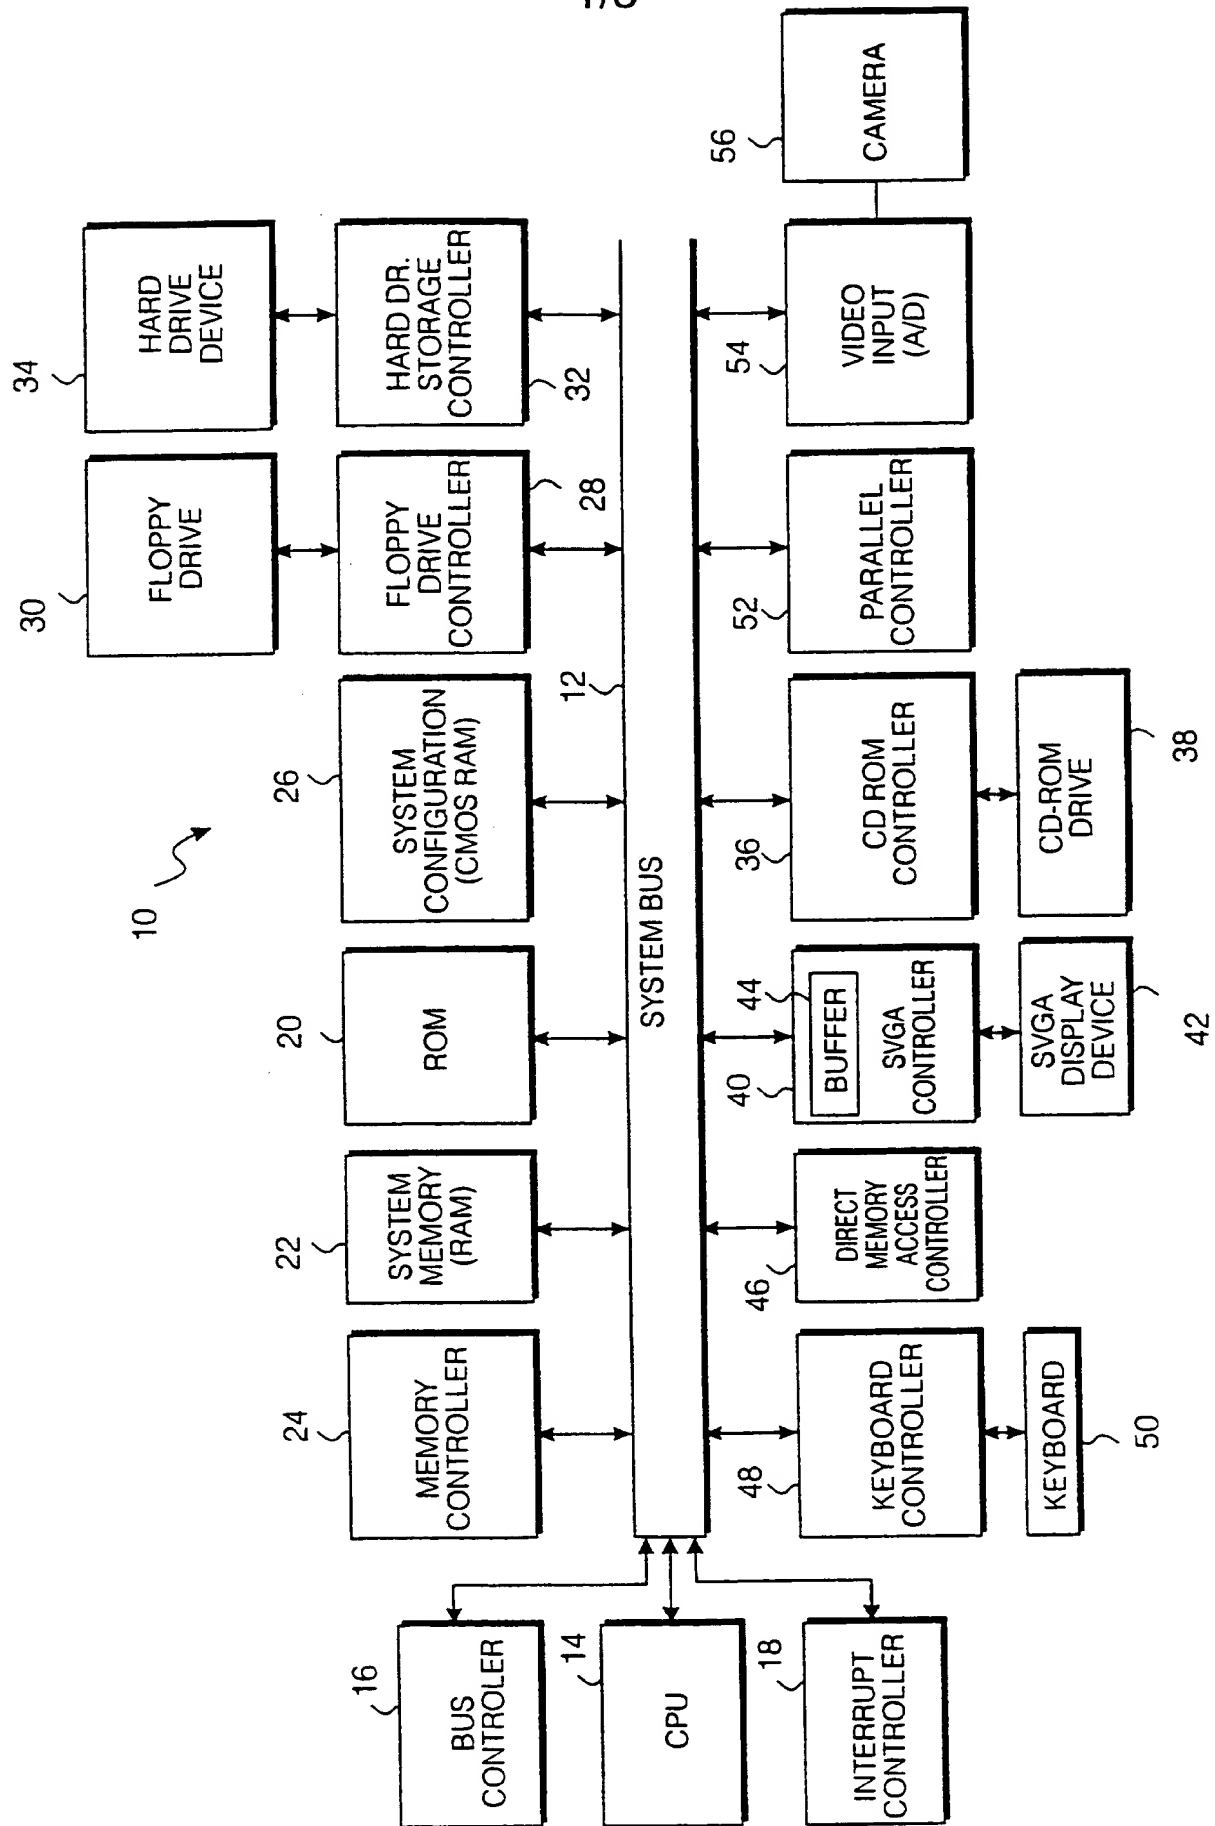 1/8
10
34
HARD
DRIVE
DEVICE
30
FLOPPY
DRIVE
HARD DR.
STORAGE
CONTROLLER
32
FLOPPY
DRIVE
CONTROLLER
28
26
SYSTEM
CONFIGURATION
(CMOS RAM)
20
ROM
22
SYSTEM
MEMORY
(RAM)
24
MEMORY
CONTROLLER
12
SYSTEM BUS
16
BUS
CONTROLER
14
CPU
18
INTERRUPT
CONTROLLER
48
KEYBOARD
CONTROLLER
KEYBOARD
50
46
DIRECT
MEMORY
ACCESS
CONTROLLER
40
BUFFER
44
SVGA
CONTROLLER
SVGA
DISPLAY
DEVICE
42
36
CD ROM
CONTROLLER
CD-ROM
DRIVE
38
52
PARALLEL
CONTROLLER
54
VIDEO
INPUT
(A/D)
56
CAMERA